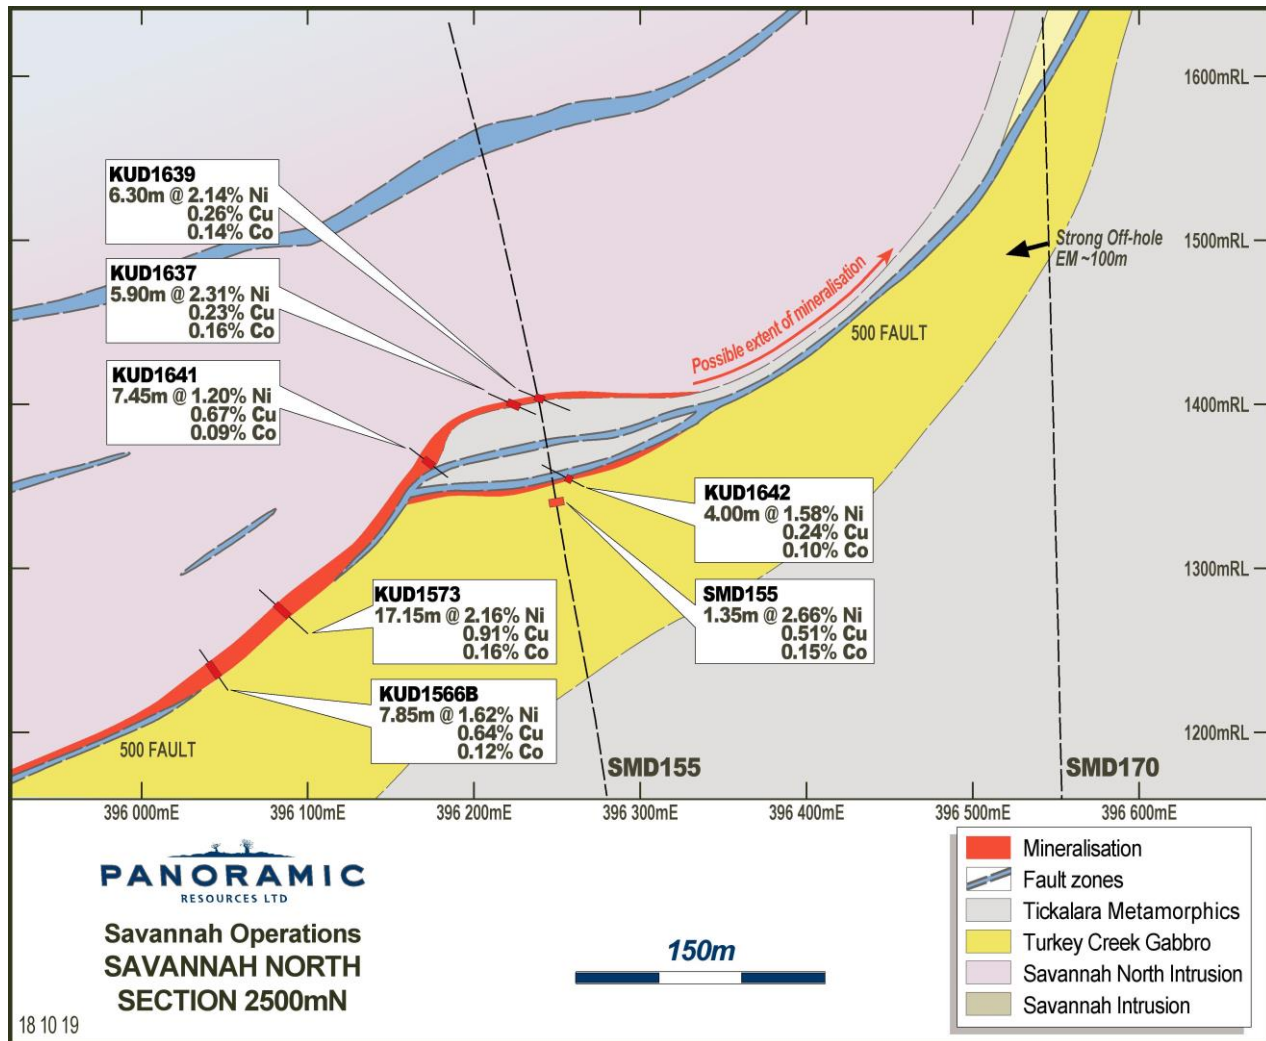 1600mRL
KUD1639
6.30m @ 2.14% Ni
0.26% Cu
0.14% Co
1500mRL
Strong Off-hole
EM ~100m
KUD1637
5.90m @ 2.31% Ni
0.23% Cu
0.16% Co
Possible extent of mineralisation
500 FAULT
KUD1641
7.45m @ 1.20% Ni
0.67% Cu
0.09% Co
1400mRL
KUD1642
4.00m @ 1.58% Ni
0.24% Cu
0.10% Co
1300mRL
KUD1573
17.15m @ 2.16% Ni
0.91% Cu
0.16% Co
SMD155
1.35m @ 2.66% Ni
0.51% Cu
0.15% Co
KUD1566B
7.85m @ 1.62% Ni
0.64% Cu
0.12% Co
500 FAULT
1200mRL
SMD155
SMD170
396 000mE
396 100mE
396 200mE
396 300mE
396 400mE
396 500mE
396 600mE
PANORAMIC
RESOURCES LTD
Savannah Operations
SAVANNAH NORTH
SECTION 2500mN
18 10 19
150m
Mineralisation
Fault zones
Tickalara Metamorphics
Turkey Creek Gabbro
Savannah North Intrusion
Savannah Intrusion